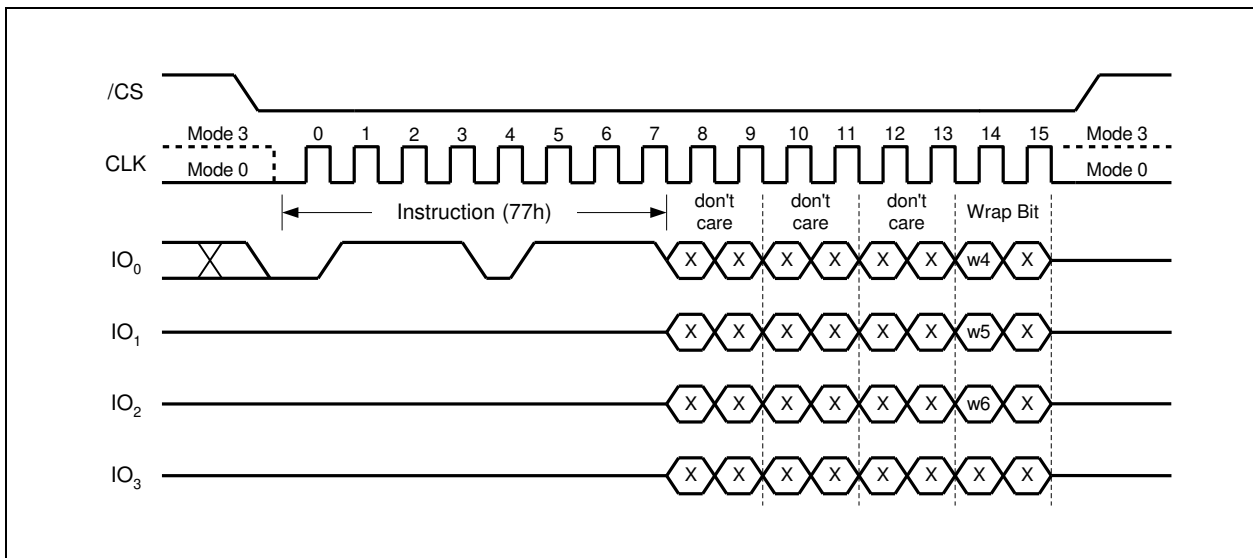 /CS
Mode 3 0 1 2 3 4 5 6 7 8 9 10 11 12 13 14 15 Mode 3
CLK Mode 0 Mode 0
Instruction (77h) don't care don't care don't care Wrap Bit
IO0 X X X X X X w4 X
IO1 X X X X X X w5 X
IO2 X X X X X X w6 X
IO3 X X X X X X X X